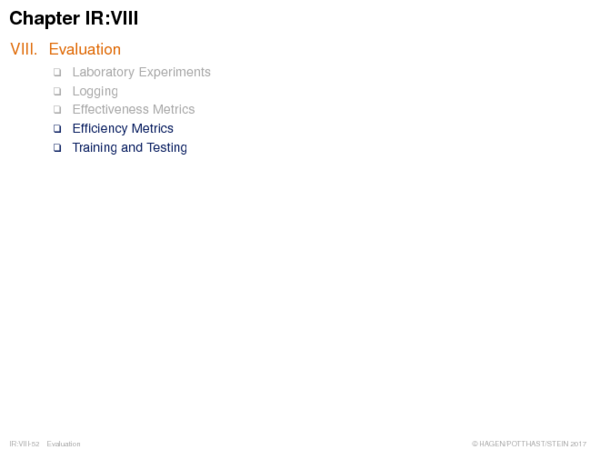 Chapter IR:VIII
VIII. Evaluation
❑ Laboratory Experiments
❑ Logging
❑ Effectiveness Metrics
❑ Efficiency Metrics
❑ Training and Testing
IR:VIII-52 Evaluation
© HAGEN/POTTHAST/STEIN 2017